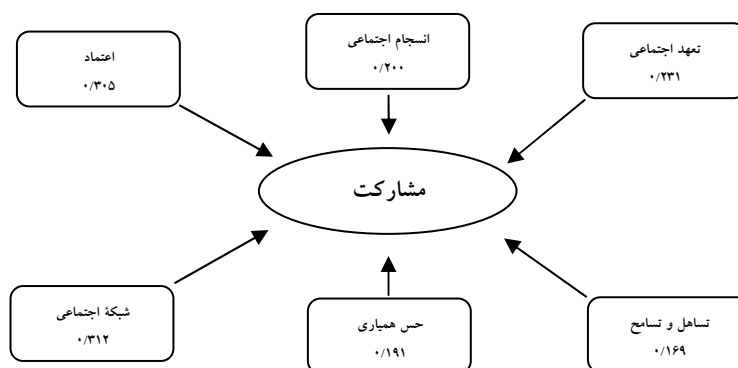 تعهد اجتماعی
۰/۲۳۱
انسجام اجتماعی
۰/۲۰۰
اعتماد
۰/۳۰۵
مشارکت
تساهل و تسامح
۰/۱۶۹
حس همیاری
۰/۱۹۱
شبکۀ اجتماعی
۰/۳۱۲